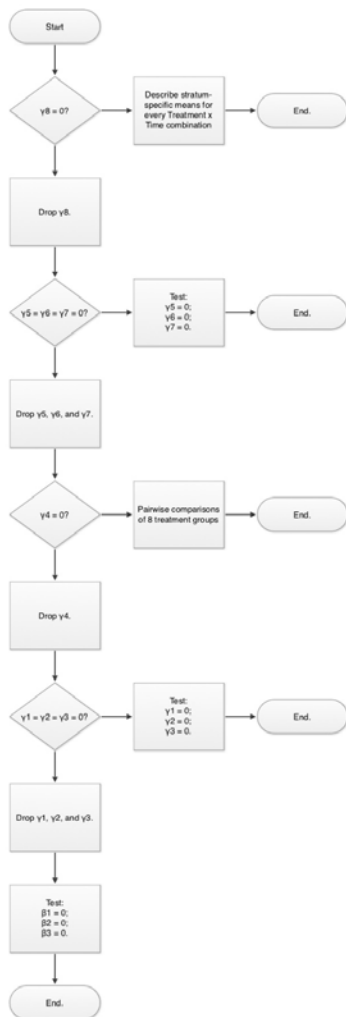 Start
γ8 = 0?
Describe stratum-
specific means for
every Treatment x
Time combination
End.
Drop γ8.
γ5 = γ6 = γ7 = 0?
Test:
γ5 = 0;
γ6 = 0;
γ7 = 0.
End.
Drop γ5, γ6, and γ7.
γ4 = 0?
Pairwise comparisons
of 8 treatment groups
End.
Drop γ4.
γ1 = γ2 = γ3 = 0?
Test:
γ1 = 0;
γ2 = 0;
γ3 = 0.
End.
Drop γ1, γ2, and γ3.
Test:
β1 = 0;
β2 = 0;
β3 = 0.
End.